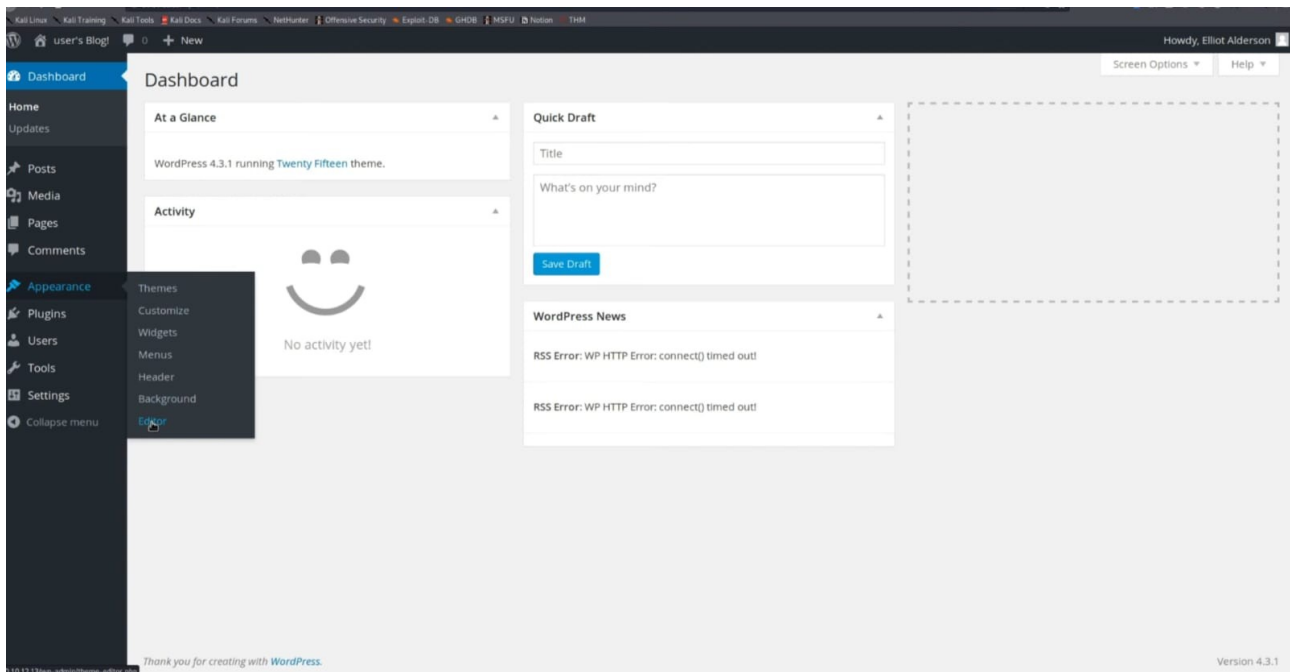 Kali Linux Kali Training Kali Tools Kali Docs Kali Forums NetHunter Offensive Security Exploit-DB GHDB MSFU Notion THM
user's Blog! 0 + New Howdy, Elliot Alderson
Dashboard
Home
Updates
Posts
Media
Pages
Comments
Appearance
Plugins
Users
Tools
Settings
Collapse menu
Themes
Customize
Widgets
Menus
Header
Background
Editor
Screen Options Help
Dashboard
At a Glance
WordPress 4.3.1 running Twenty Fifteen theme.
Activity
No activity yet!
Quick Draft
Title
What's on your mind?
Save Draft
WordPress News
RSS Error: WP HTTP Error: connect() timed out!
RSS Error: WP HTTP Error: connect() timed out!
Thank you for creating with WordPress.
Version 4.3.1